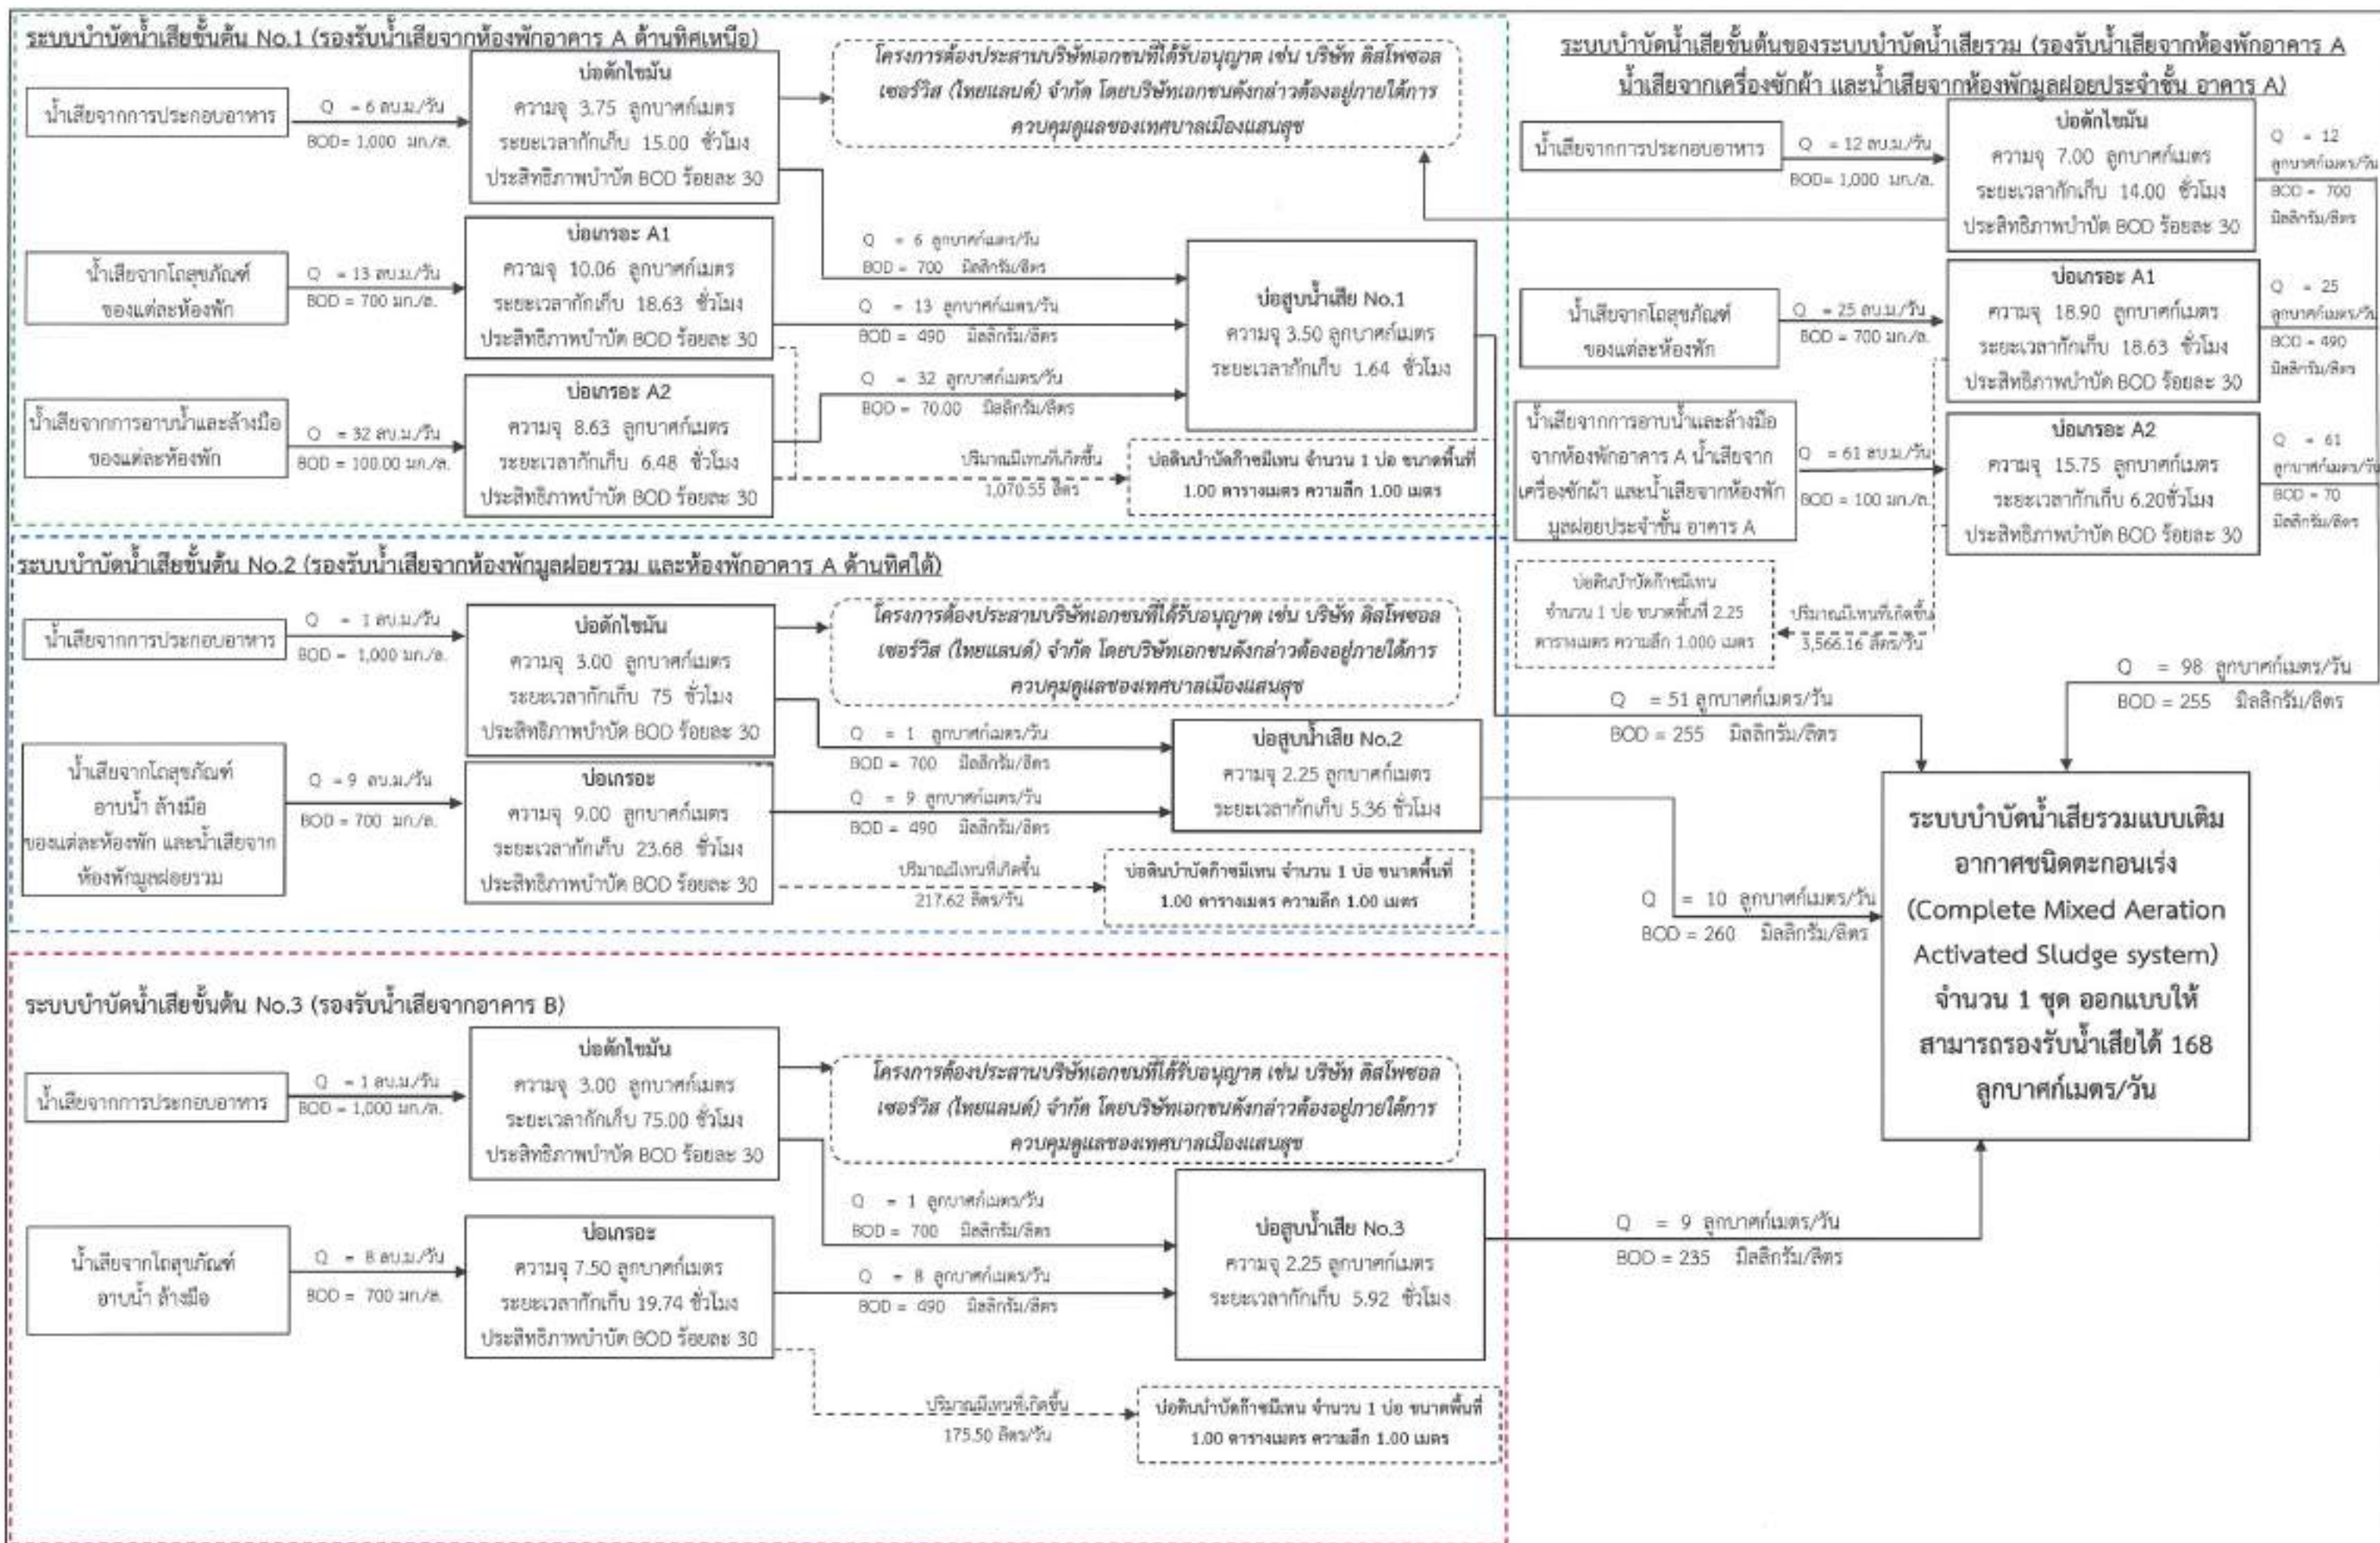 ระบบบำบัดน้ำเสียขั้นต้น No.1 (รองรับน้ำเสียจากห้องพักอาคาร A ด้านทิศเหนือ)
น้ำเสียจากการประกอบอาหาร
Q = 6 ลบ.ม./วัน
BOD= 1,000 มก./ล.
บ่อดักไขมัน
ความจุ 3.75 ลูกบาศก์เมตร
ระยะเวลากักเก็บ 15.00 ชั่วโมง
ประสิทธิภาพบำบัด BOD ร้อยละ 30
โครงการต้องประสานบริษัทเอกชนที่ได้รับอนุญาต เช่น บริษัท ดิสโพซอล
เซอร์วิส (ไทยแลนด์) จำกัด โดยบริษัทเอกชนดังกล่าวต้องอยู่ภายใต้การ
ควบคุมดูแลของเทศบาลเมืองแสนสุข
น้ำเสียจากโถสุขภัณฑ์
ของแต่ละห้องพัก
Q = 13 ลบ.ม./วัน
BOD = 700 มก./ล.
บ่อเกรอะ A1
ความจุ 10.06 ลูกบาศก์เมตร
ระยะเวลากักเก็บ 18.63 ชั่วโมง
ประสิทธิภาพบำบัด BOD ร้อยละ 30
น้ำเสียจากการอาบน้ำและล้างมือ
ของแต่ละห้องพัก
Q = 32 ลบ.ม./วัน
BOD = 100.00 มก./ล.
บ่อเกรอะ A2
ความจุ 8.63 ลูกบาศก์เมตร
ระยะเวลากักเก็บ 6.48 ชั่วโมง
ประสิทธิภาพบำบัด BOD ร้อยละ 30
Q = 6 ลูกบาศก์เมตร/วัน
BOD = 700 มิลลิกรัม/ลิตร
Q = 13 ลูกบาศก์เมตร/วัน
BOD = 490 มิลลิกรัม/ลิตร
Q = 32 ลูกบาศก์เมตร/วัน
BOD = 70.00 มิลลิกรัม/ลิตร
บ่อสูบน้ำเสีย No.1
ความจุ 3.50 ลูกบาศก์เมตร
ระยะเวลากักเก็บ 1.64 ชั่วโมง
ปริมาณมีเทนที่เกิดขึ้น
1,070.55 ลิตร
บ่อดินบำบัดก๊าซมีเทน จำนวน 1 บ่อ ขนาดพื้นที่
1.00 ตารางเมตร ความลึก 1.00 เมตร
ระบบบำบัดน้ำเสียขั้นต้น No.2 (รองรับน้ำเสียจากห้องพักมูลฝอยรวม และห้องพักอาคาร A ด้านทิศใต้)
น้ำเสียจากการประกอบอาหาร
Q = 1 ลบ.ม./วัน
BOD = 1,000 มก./ล.
บ่อดักไขมัน
ความจุ 3.00 ลูกบาศก์เมตร
ระยะเวลากักเก็บ 75 ชั่วโมง
ประสิทธิภาพบำบัด BOD ร้อยละ 30
โครงการต้องประสานบริษัทเอกชนที่ได้รับอนุญาต เช่น บริษัท ดิสโพซอล
เซอร์วิส (ไทยแลนด์) จำกัด โดยบริษัทเอกชนดังกล่าวต้องอยู่ภายใต้การ
ควบคุมดูแลของเทศบาลเมืองแสนสุข
น้ำเสียจากโถสุขภัณฑ์
อาบน้ำ ล้างมือ
ของแต่ละห้องพัก และน้ำเสียจาก
ห้องพักมูลฝอยรวม
Q = 9 ลบ.ม./วัน
BOD = 700 มก./ล.
บ่อเกรอะ
ความจุ 9.00 ลูกบาศก์เมตร
ระยะเวลากักเก็บ 23.68 ชั่วโมง
ประสิทธิภาพบำบัด BOD ร้อยละ 30
Q = 1 ลูกบาศก์เมตร/วัน
BOD = 700 มิลลิกรัม/ลิตร
Q = 9 ลูกบาศก์เมตร/วัน
BOD = 490 มิลลิกรัม/ลิตร
บ่อสูบน้ำเสีย No.2
ความจุ 2.25 ลูกบาศก์เมตร
ระยะเวลากักเก็บ 5.36 ชั่วโมง
ปริมาณมีเทนที่เกิดขึ้น
217.62 ลิตร/วัน
บ่อดินบำบัดก๊าซมีเทน จำนวน 1 บ่อ ขนาดพื้นที่
1.00 ตารางเมตร ความลึก 1.00 เมตร
ระบบบำบัดน้ำเสียขั้นต้น No.3 (รองรับน้ำเสียจากอาคาร B)
น้ำเสียจากการประกอบอาหาร
Q = 1 ลบ.ม./วัน
BOD = 1,000 มก./ล.
บ่อดักไขมัน
ความจุ 3.00 ลูกบาศก์เมตร
ระยะเวลากักเก็บ 75.00 ชั่วโมง
ประสิทธิภาพบำบัด BOD ร้อยละ 30
โครงการต้องประสานบริษัทเอกชนที่ได้รับอนุญาต เช่น บริษัท ดิสโพซอล
เซอร์วิส (ไทยแลนด์) จำกัด โดยบริษัทเอกชนดังกล่าวต้องอยู่ภายใต้การ
ควบคุมดูแลของเทศบาลเมืองแสนสุข
น้ำเสียจากโถสุขภัณฑ์
อาบน้ำ ล้างมือ
Q = 8 ลบ.ม./วัน
BOD = 700 มก./ล.
บ่อเกรอะ
ความจุ 7.50 ลูกบาศก์เมตร
ระยะเวลากักเก็บ 19.74 ชั่วโมง
ประสิทธิภาพบำบัด BOD ร้อยละ 30
Q = 1 ลูกบาศก์เมตร/วัน
BOD = 700 มิลลิกรัม/ลิตร
Q = 8 ลูกบาศก์เมตร/วัน
BOD = 490 มิลลิกรัม/ลิตร
บ่อสูบน้ำเสีย No.3
ความจุ 2.25 ลูกบาศก์เมตร
ระยะเวลากักเก็บ 5.92 ชั่วโมง
ปริมาณมีเทนที่เกิดขึ้น
175.50 ลิตร/วัน
บ่อดินบำบัดก๊าซมีเทน จำนวน 1 บ่อ ขนาดพื้นที่
1.00 ตารางเมตร ความลึก 1.00 เมตร
ระบบบำบัดน้ำเสียขั้นต้นของระบบบำบัดน้ำเสียรวม (รองรับน้ำเสียจากห้องพักอาคาร A
น้ำเสียจากเครื่องซักผ้า และน้ำเสียจากห้องพักมูลฝอยประจำชั้น อาคาร A)
น้ำเสียจากการประกอบอาหาร
Q = 12 ลบ.ม./วัน
BOD= 1,000 มก./ล.
บ่อดักไขมัน
ความจุ 7.00 ลูกบาศก์เมตร
ระยะเวลากักเก็บ 14.00 ชั่วโมง
ประสิทธิภาพบำบัด BOD ร้อยละ 30
Q = 12
ลูกบาศก์เมตร/วัน
BOD = 700
มิลลิกรัม/ลิตร
น้ำเสียจากโถสุขภัณฑ์
ของแต่ละห้องพัก
Q = 25 ลบ.ม./วัน
BOD = 700 มก./ล.
บ่อเกรอะ A1
ความจุ 18.90 ลูกบาศก์เมตร
ระยะเวลากักเก็บ 18.63 ชั่วโมง
ประสิทธิภาพบำบัด BOD ร้อยละ 30
Q = 25
ลูกบาศก์เมตร/วัน
BOD = 490
มิลลิกรัม/ลิตร
น้ำเสียจากการอาบน้ำและล้างมือ
จากห้องพักอาคาร A น้ำเสียจาก
เครื่องซักผ้า และน้ำเสียจากห้องพัก
มูลฝอยประจำชั้น อาคาร A
Q = 61 ลบ.ม./วัน
BOD = 100 มก./ล.
บ่อเกรอะ A2
ความจุ 15.75 ลูกบาศก์เมตร
ระยะเวลากักเก็บ 6.20ชั่วโมง
ประสิทธิภาพบำบัด BOD ร้อยละ 30
Q = 61
ลูกบาศก์เมตร/วัน
BOD = 70
มิลลิกรัม/ลิตร
บ่อดินบำบัดก๊าซมีเทน
จำนวน 1 บ่อ ขนาดพื้นที่ 2.25
ตารางเมตร ความลึก 1.000 เมตร
ปริมาณมีเทนที่เกิดขึ้น
3,566.16 ลิตร/วัน
Q = 98 ลูกบาศก์เมตร/วัน
BOD = 255 มิลลิกรัม/ลิตร
Q = 51 ลูกบาศก์เมตร/วัน
BOD = 255 มิลลิกรัม/ลิตร
Q = 10 ลูกบาศก์เมตร/วัน
BOD = 260 มิลลิกรัม/ลิตร
Q = 9 ลูกบาศก์เมตร/วัน
BOD = 235 มิลลิกรัม/ลิตร
ระบบบำบัดน้ำเสียรวมแบบเติม
อากาศชนิดตะกอนเร่ง
(Complete Mixed Aeration
Activated Sludge system)
จำนวน 1 ชุด ออกแบบให้
สามารถรองรับน้ำเสียได้ 168
ลูกบาศก์เมตร/วัน